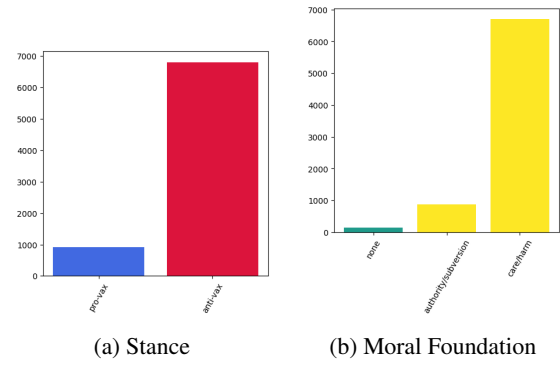 7000
6000
5000
4000
3000
2000
1000
0
pro-vax
anti-vax
(a) Stance
7000
6000
5000
4000
3000
2000
1000
0
none
authority/subversion
care/harm
(b) Moral Foundation